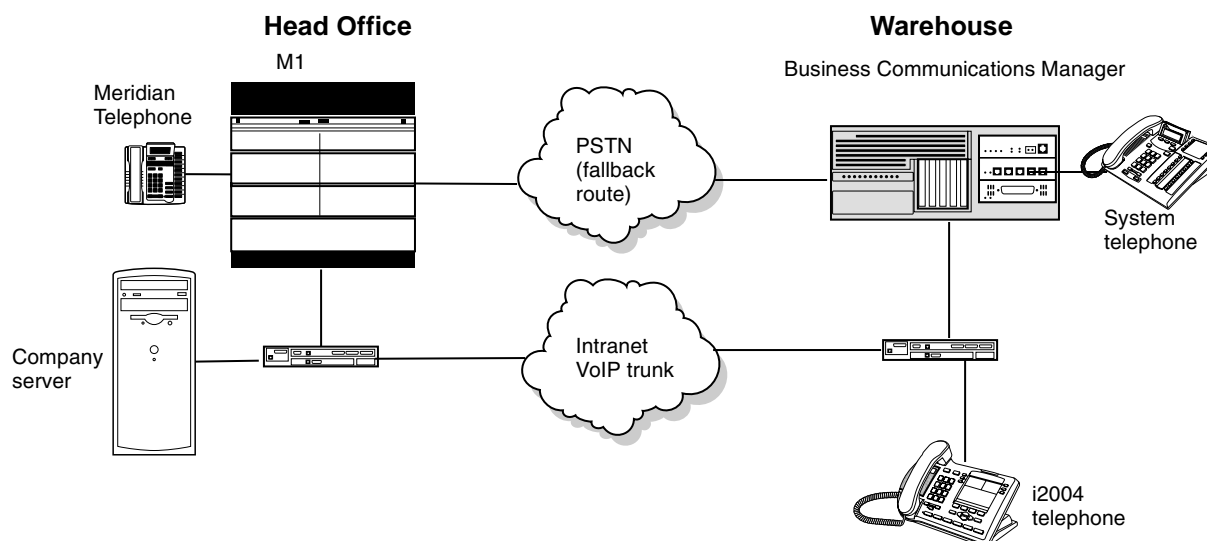 Head Office
Warehouse
M1
Business Communications Manager
Meridian
Telephone
PSTN
(fallback
route)
System
telephone
Company
server
Intranet
VoIP trunk
i2004
telephone